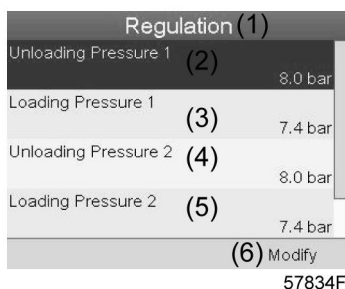 Regulation (1)
Unloading Pressure 1
(2)
8.0 bar
Loading Pressure 1
(3)
7.4 bar
Unloading Pressure 2
(4)
8.0 bar
Loading Pressure 2
(5)
7.4 bar
(6) Modify
57834F